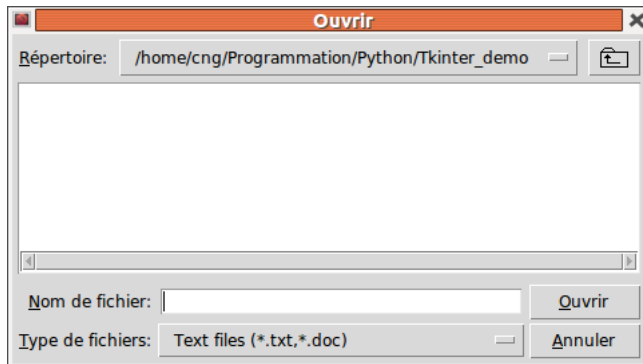 Ouvrir
Répertoire: /home/cng/Programmation/Python/Tkinter_demo
Nom de fichier: Ouvrir
Type de fichiers: Text files (*.txt,*.doc) Annuler